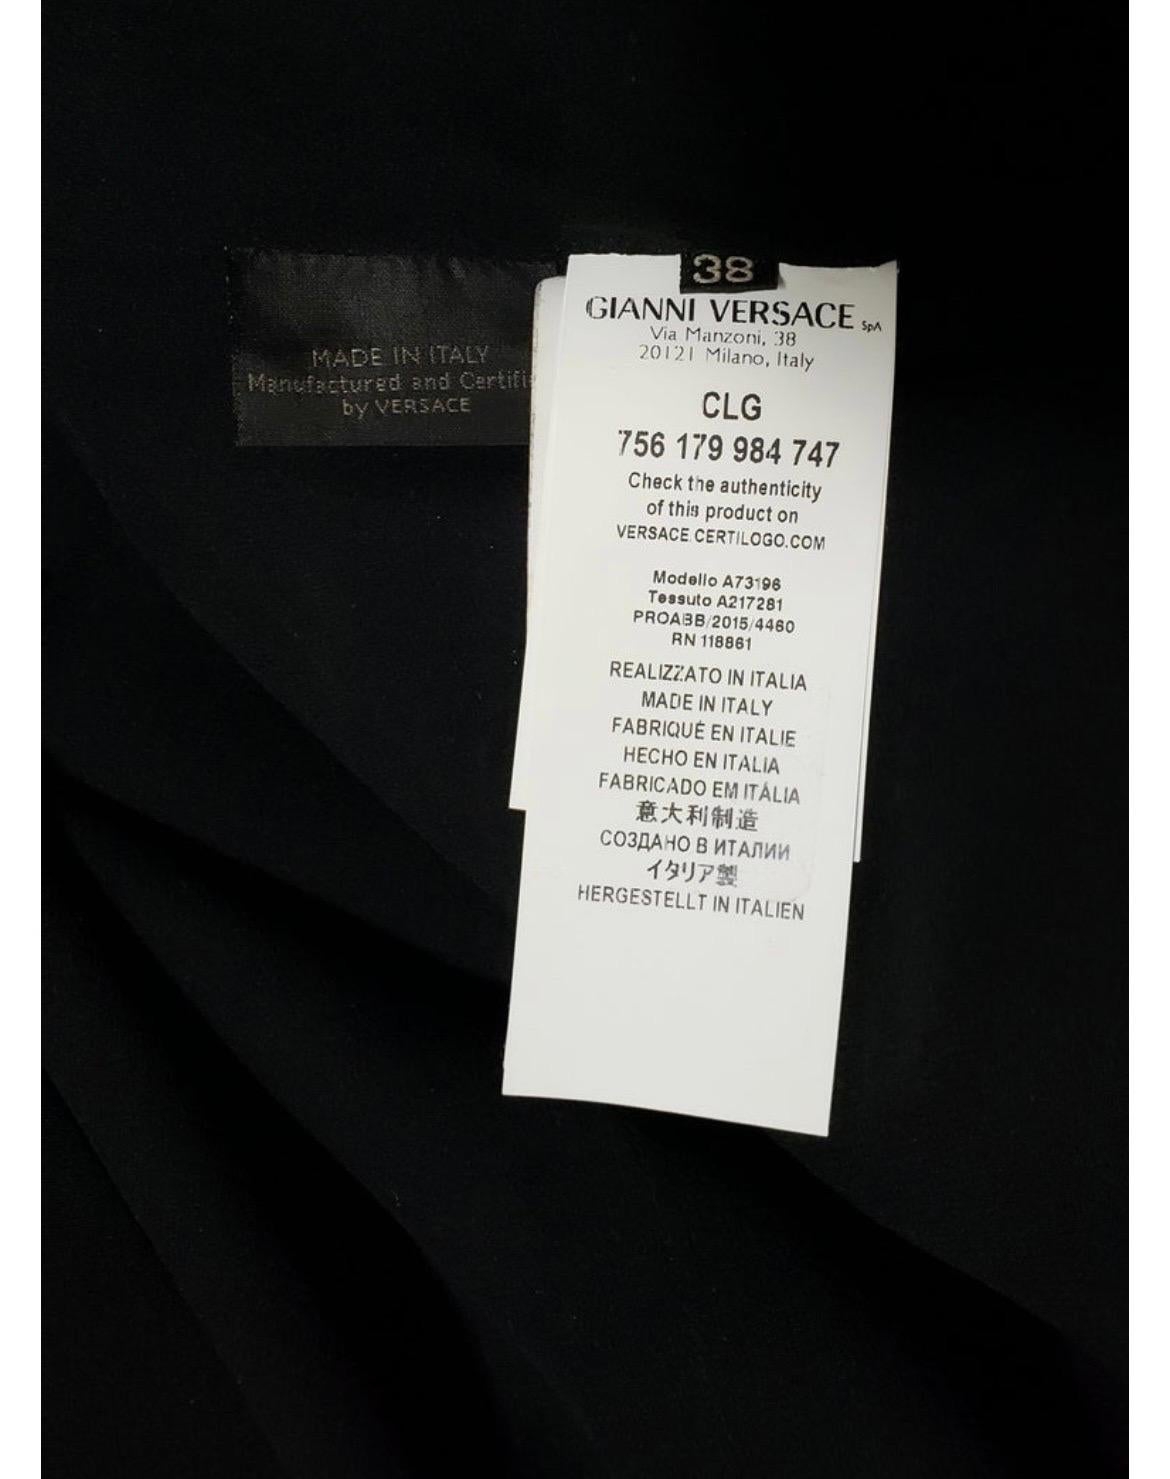 38
GIANNI VERSACE SpA
Via Manzoni, 38
20121 Milano, Italy
CLG
756 179 984 747
Check the authenticity
of this product on
VERSACE.CERTILOGO.COM
Modello A73196
Tessuto A217281
PROABB/2015/4460
RN 118861
REALIZZATO IN ITALIA
MADE IN ITALY
FABRIQUÉ EN ITALIE
HECHO EN ITALIA
FABRICADO EM ITÁLIA
意大利制造
СОЗДАНО В ИТАЛИИ
イタリア製
HERGESTELLT IN ITALIEN
MADE IN ITALY
Manufactured and Certifi
by VERSACE